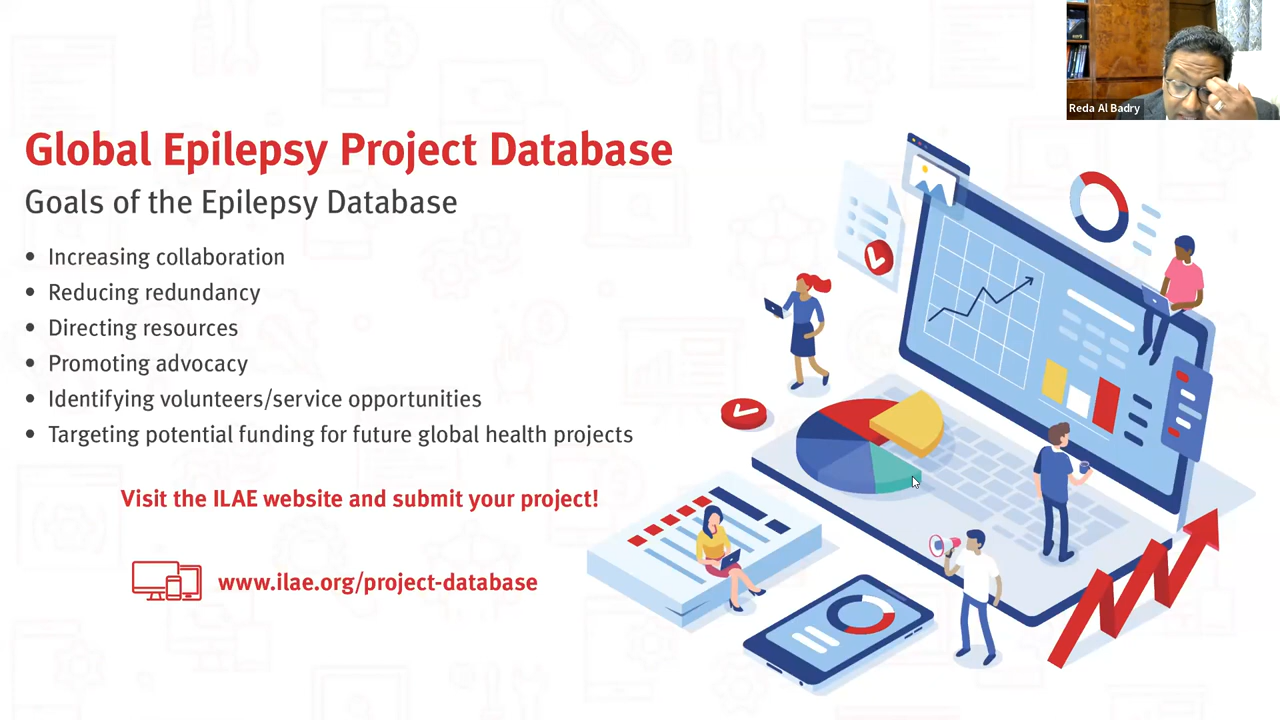 Reda Al Badry
Global Epilepsy Project Database
Goals of the Epilepsy Database
• Increasing collaboration
• Reducing redundancy
• Directing resources
• Promoting advocacy
• Identifying volunteers/service opportunities
• Targeting potential funding for future global health projects
Visit the ILAE website and submit your project!
www.ilae.org/project-database